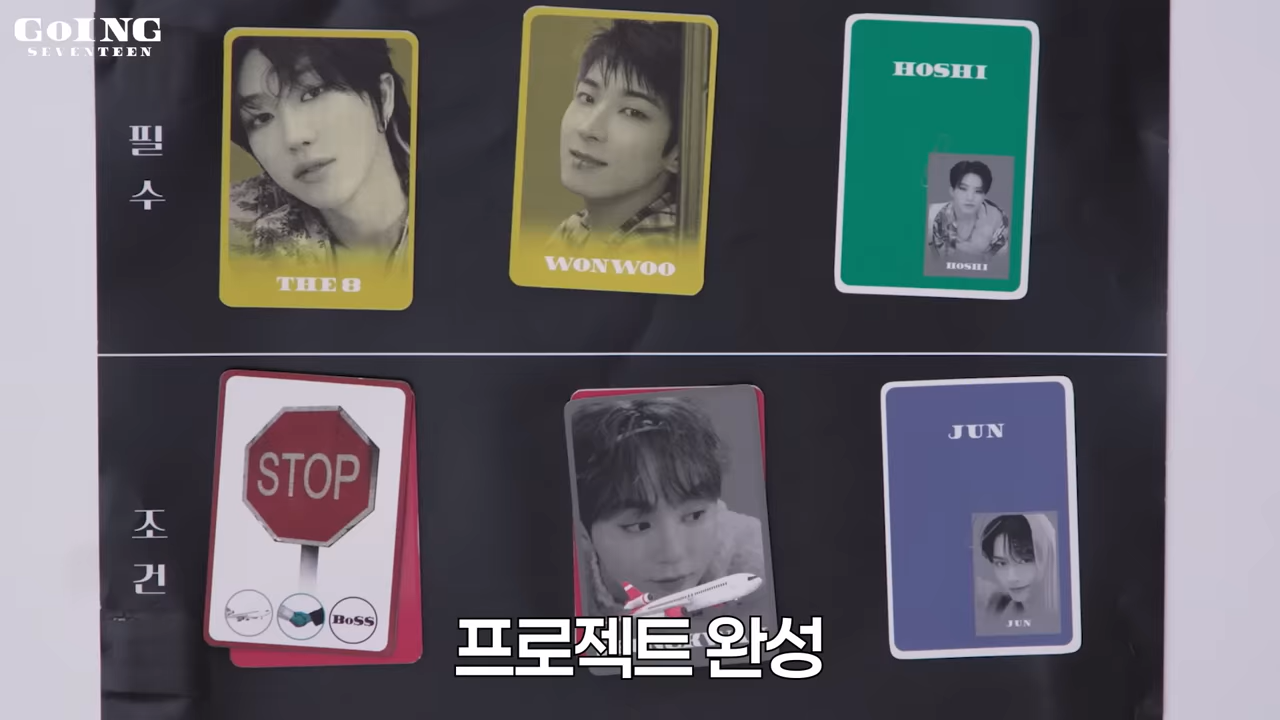 GoING
SEVENTEEN
필수
THE 8
WONWOO
HOSHI
HOSHI
조건
STOP
BoSS
JUN
JUN
프로젝트 완성